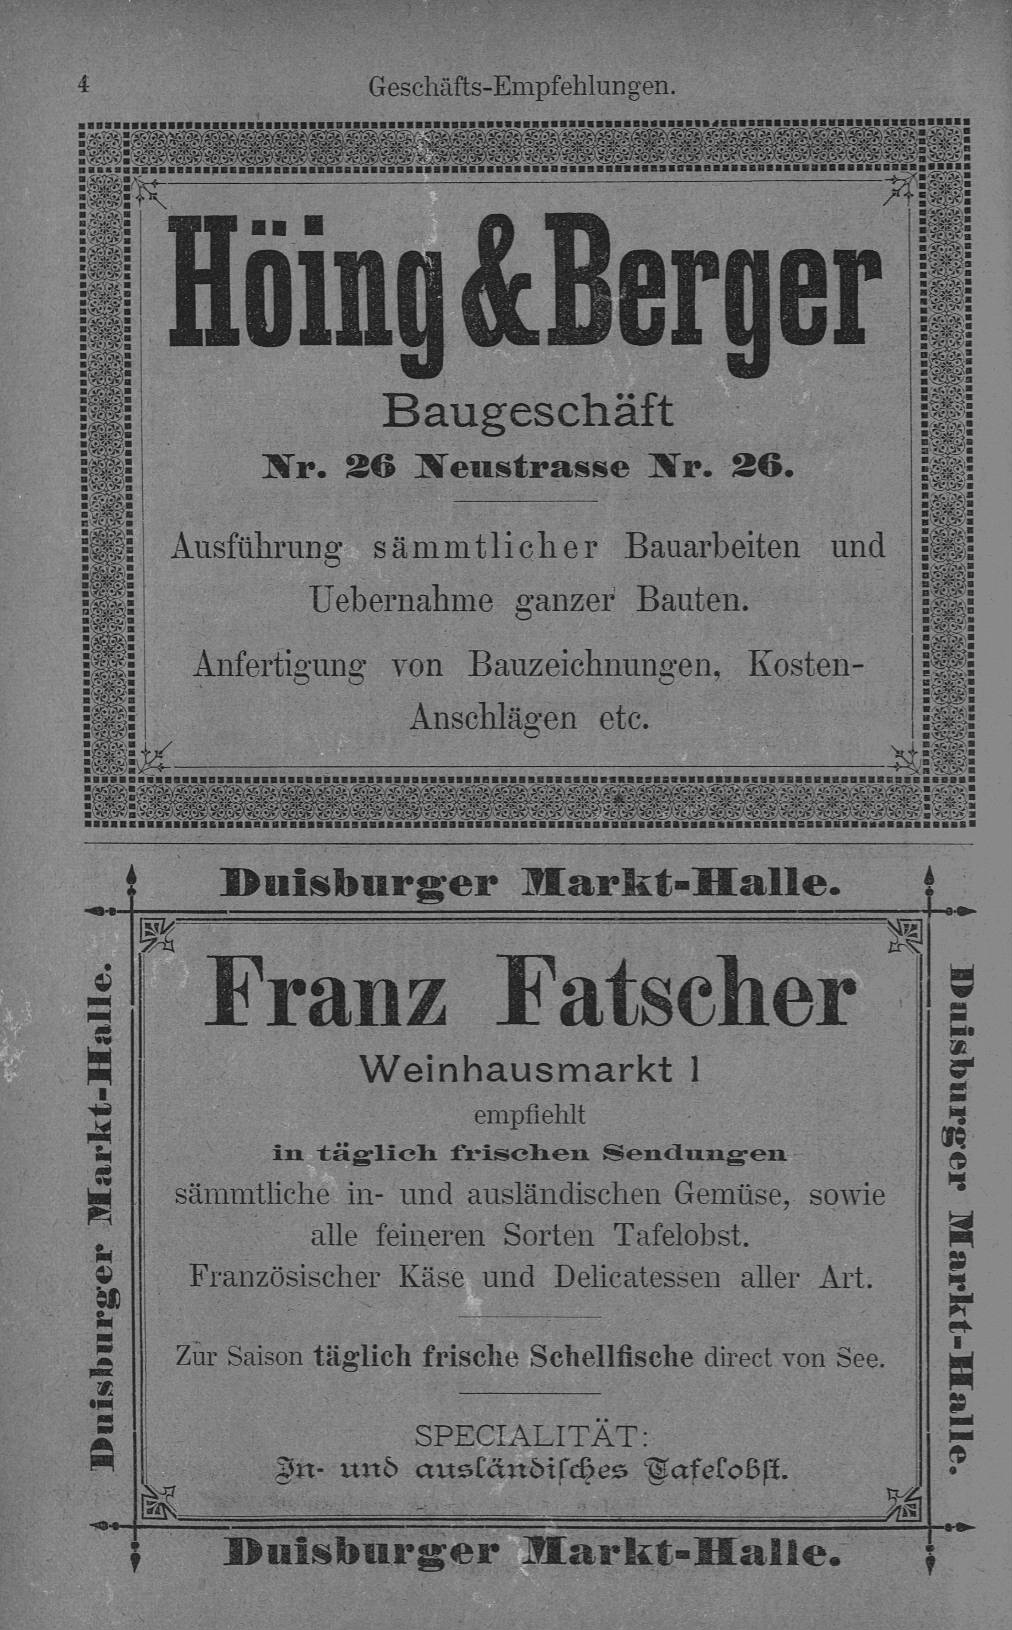 4
Geschäfts-Empfehlungen.
Höing & Berger
Baugeschäft
Nr. 26 Neustrasse Nr. 26.
Ausführung sämmtlicher Bauarbeiten und
Uebernahme ganzer Bauten.
Anfertigung von Bauzeichnungen, Kosten-
Anschlägen etc.
Duisburger Markt-Halle.
Duisburger Markt-Halle.
Franz Fatscher
Weinhausmarkt 1
empfiehlt
in täglich frischen Sendungen
sämmtliche in- und ausländischen Gemüse, sowie
alle feineren Sorten Tafelobst.
Französischer Käse und Delicatessen aller Art.
Zur Saison täglich frische Schellfische direct von See.
SPECIALITÄT:
In- und ausländisches Tafelobst.
Duisburger Markt-Halle.
Duisburger Markt-Halle.